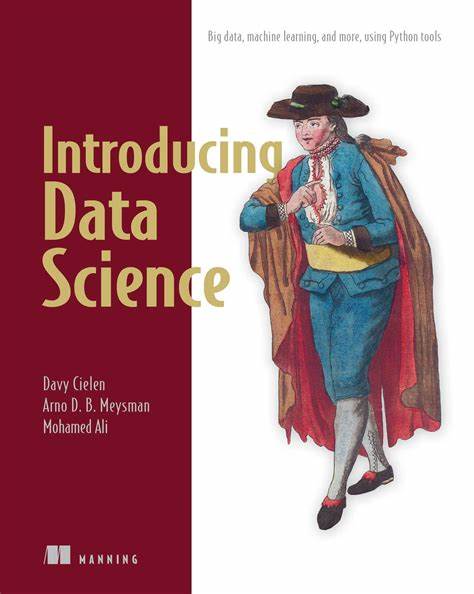 Big data, machine learning, and more, using Python tools
Introducing
Data
Science
Davy Cielen
Arno D. B. Meysman
Mohamed Ali
MANNING